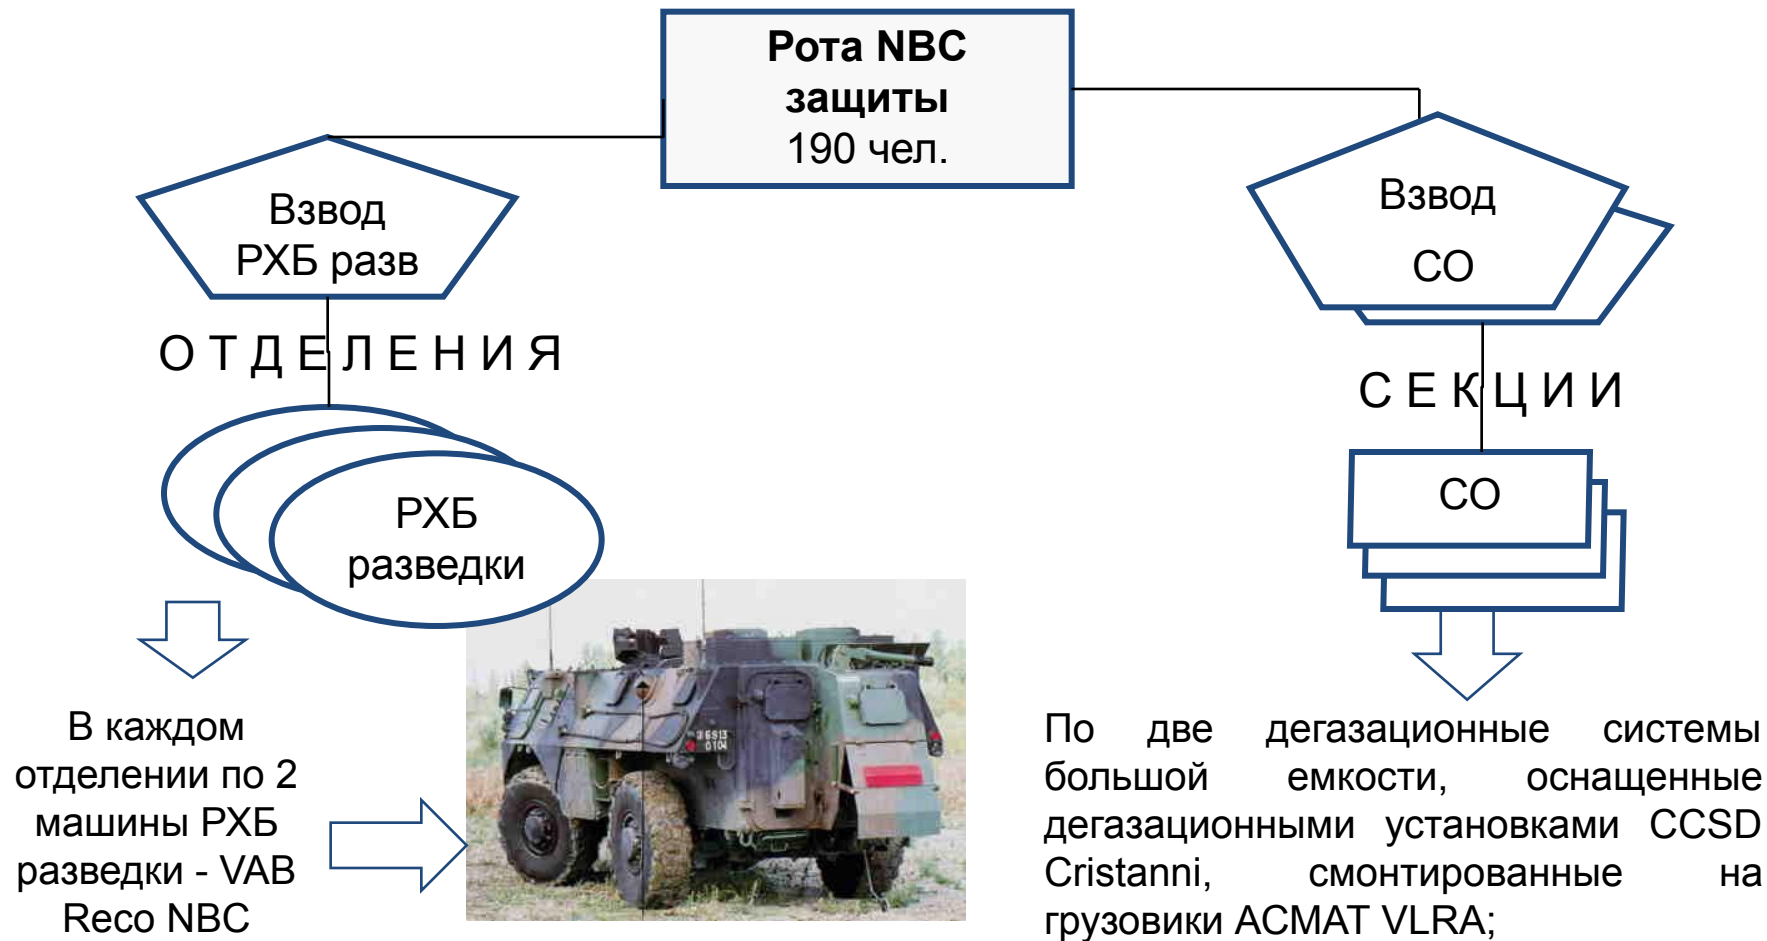 Рота NBC
защиты
190 чел.
Взвод
РХБ разв
Взвод
СО
ОТДЕЛЕНИЯ
СЕКЦИИ
РХБ
разведки
СО
В каждом
отделении по 2
машины РХБ
разведки - VAB
Reco NBC
По две дегазационные системы
большой емкости, оснащенные
дегазационными установками CCSD
Cristanni, смонтированные на
грузовики ACMAT VLRA;